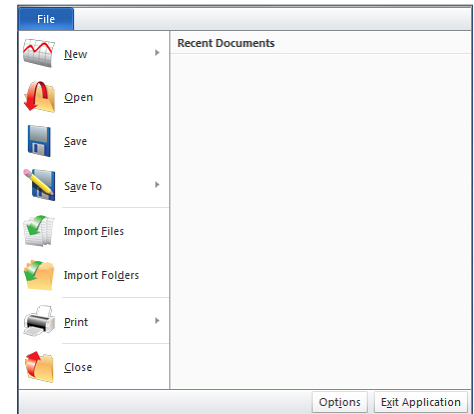 File
Recent Documents
New
Open
Save
Save To
Import Files
Import Folders
Print
Close
Options
Exit Application